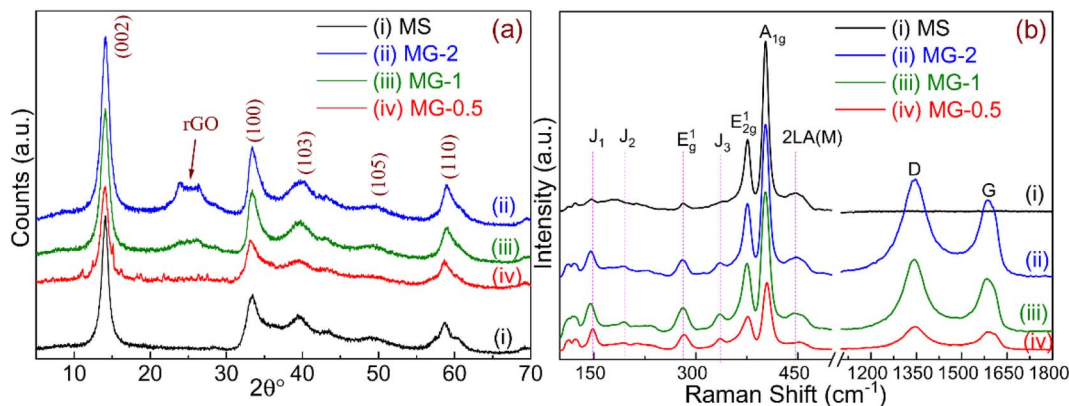 (i) MS
(ii) MG-2
(iii) MG-1
(iv) MG-0.5
(a)
(002)
rGO
(100)
(103)
(105)
(110)
(ii)
(iii)
(iv)
(i)
Counts (a.u.)
10 20 30 40 50 60 70
2θ°
(i) MS
(ii) MG-2
(iii) MG-1
(iv) MG-0.5
(b)
A1g
J1
J2
E1g
J3
E12g
2LA(M)
D
G
(i)
(ii)
(iii)
(iv)
Intensity (a.u.)
150 300 450 1200 1350 1500 1650 1800
Raman Shift (cm-1)